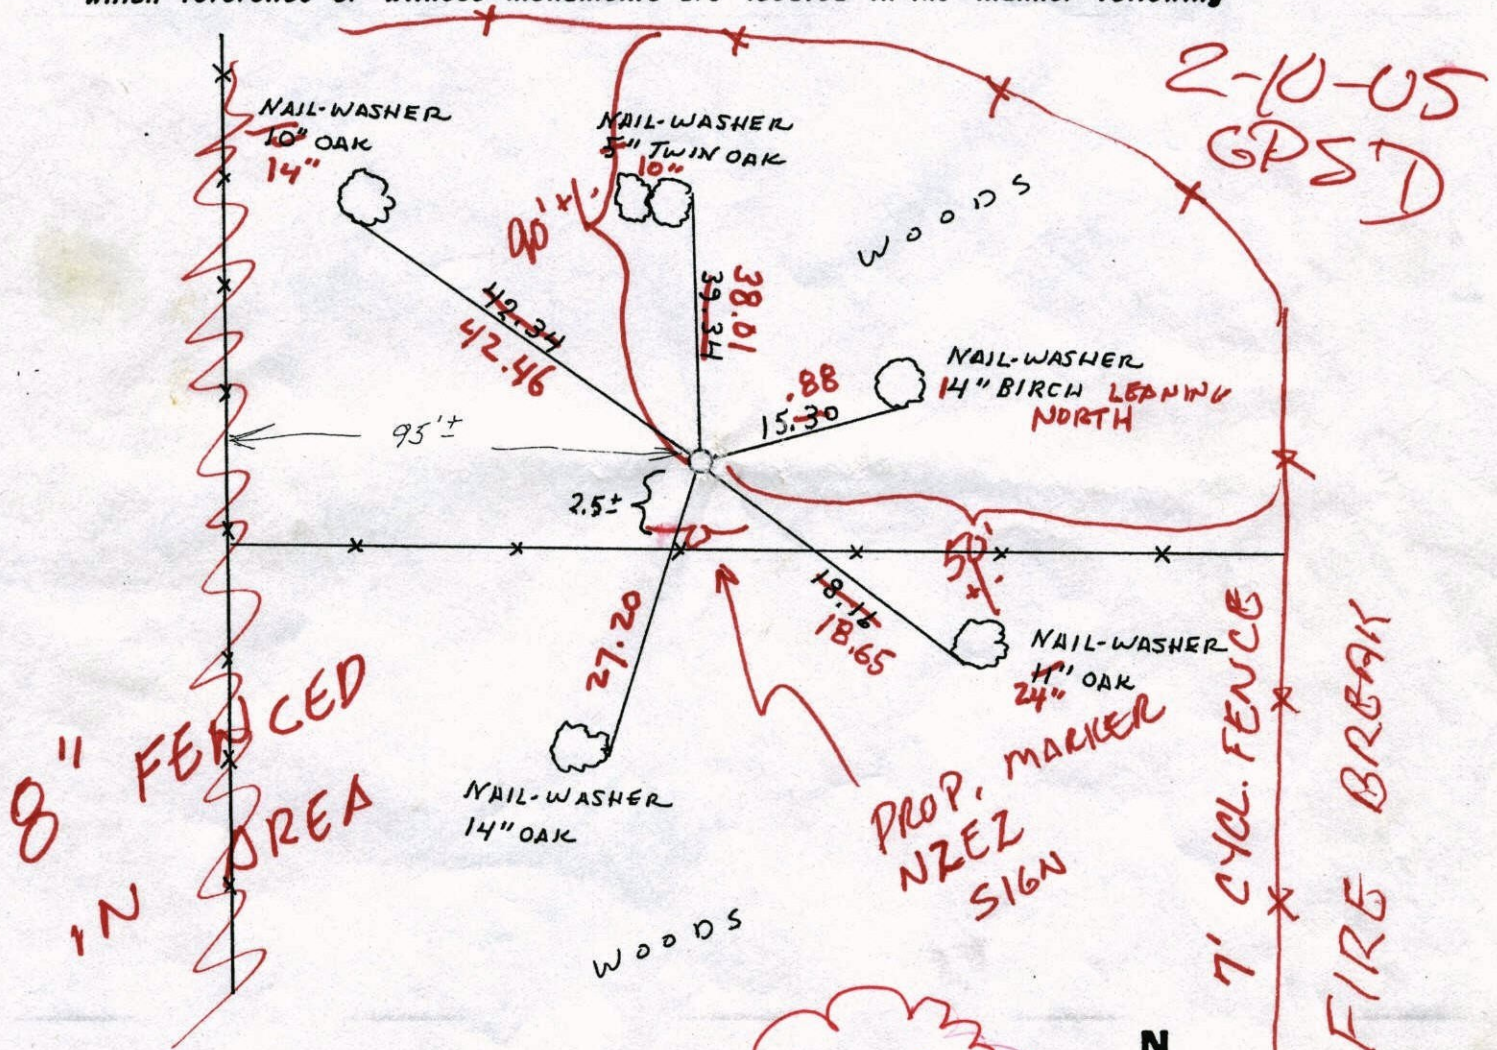 2-10-05
GPS'D
NAIL-WASHER
10" OAK
14"
NAIL-WASHER
5" TWIN OAK
10"
WOODS
90' ±
42.34
42.46
39.34
38.01
NAIL-WASHER
14" BIRCH LEANING
NORTH
.88
15.30
95'±
2.5±
50' ±
18.16
18.65
27.20
NAIL-WASHER
11" OAK
24"
NAIL-WASHER
14" OAK
8" FENCED
IN AREA
PROP. MARKER
SIGN
7' CYCL. FENCE
FIRE BREAK
WOODS
N